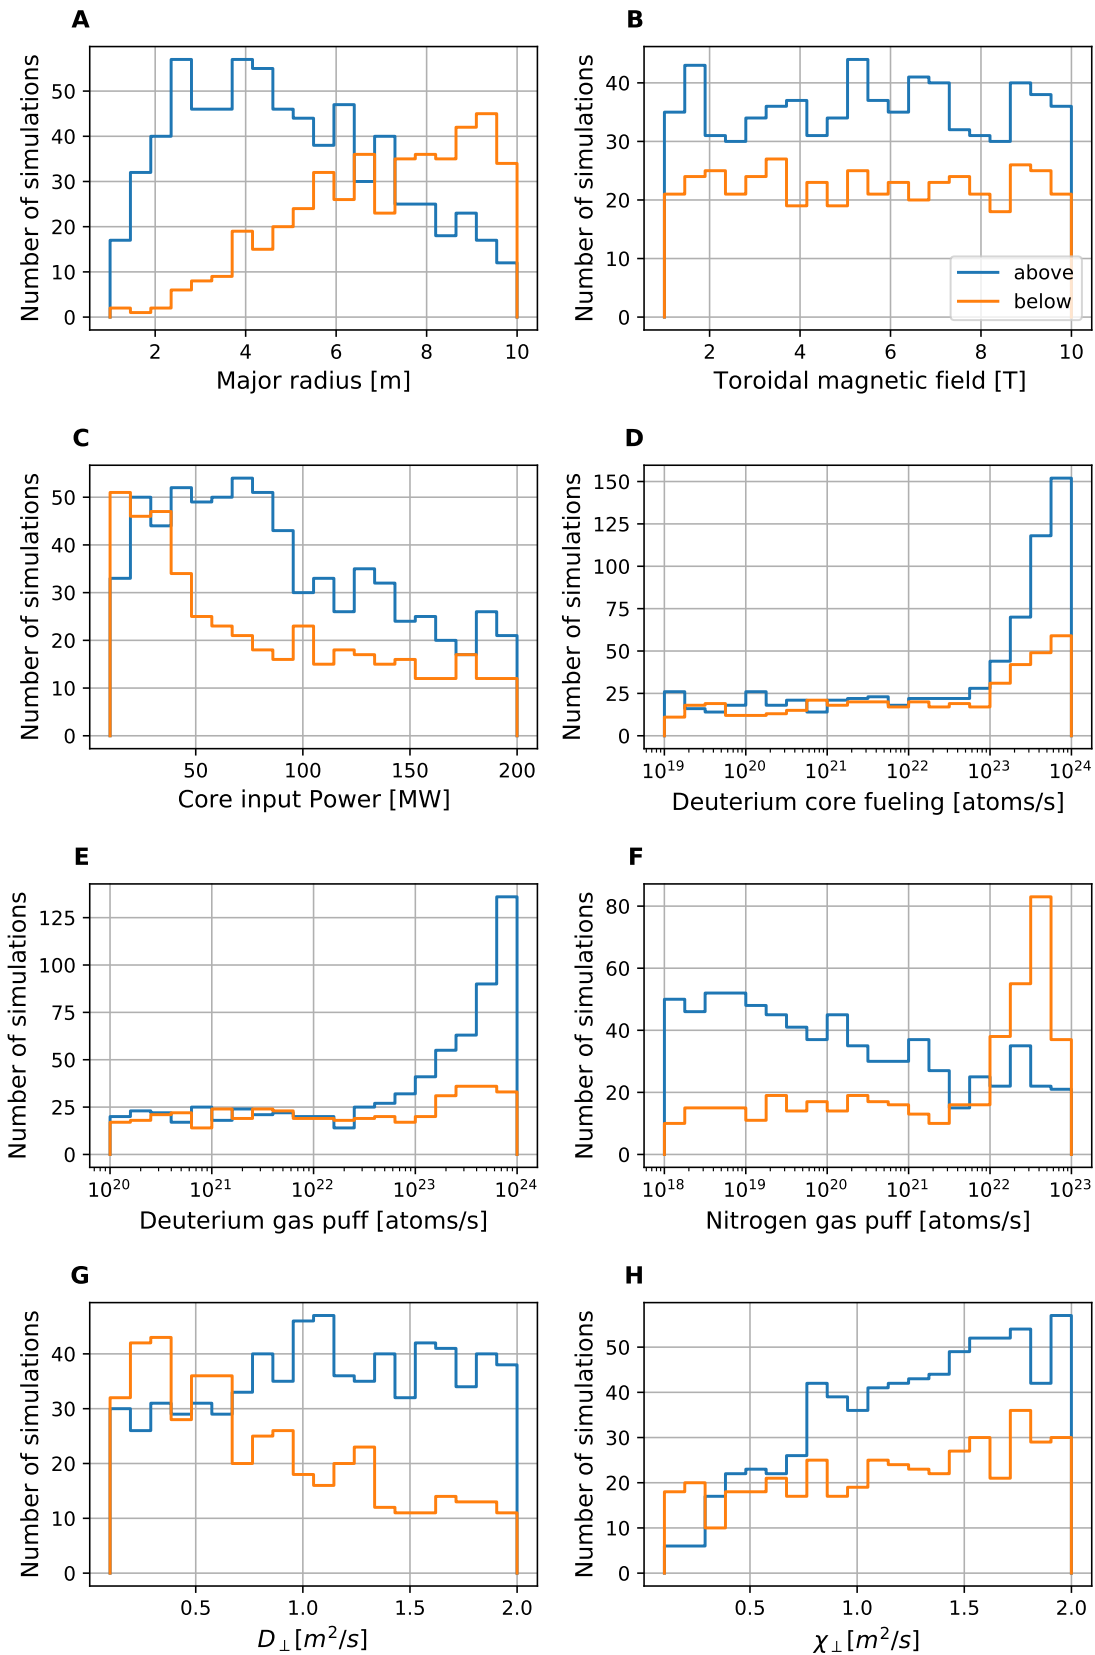 A
Number of simulations
50
40
30
20
10
0
2 4 6 8 10
Major radius [m]
B
Number of simulations
40
30
20
10
0
above
below
2 4 6 8 10
Toroidal magnetic field [T]
C
Number of simulations
50
40
30
20
10
0
50 100 150 200
Core input Power [MW]
D
Number of simulations
150
125
100
75
50
25
0
10¹⁹ 10²⁰ 10²¹ 10²² 10²³ 10²⁴
Deuterium core fueling [atoms/s]
E
Number of simulations
125
100
75
50
25
0
10²⁰ 10²¹ 10²² 10²³ 10²⁴
Deuterium gas puff [atoms/s]
F
Number of simulations
80
60
40
20
0
10¹⁸ 10¹⁹ 10²⁰ 10²¹ 10²² 10²³
Nitrogen gas puff [atoms/s]
G
Number of simulations
40
30
20
10
0
0.5 1.0 1.5 2.0
D⊥[m²/s]
H
Number of simulations
50
40
30
20
10
0
0.5 1.0 1.5 2.0
χ⊥[m²/s]